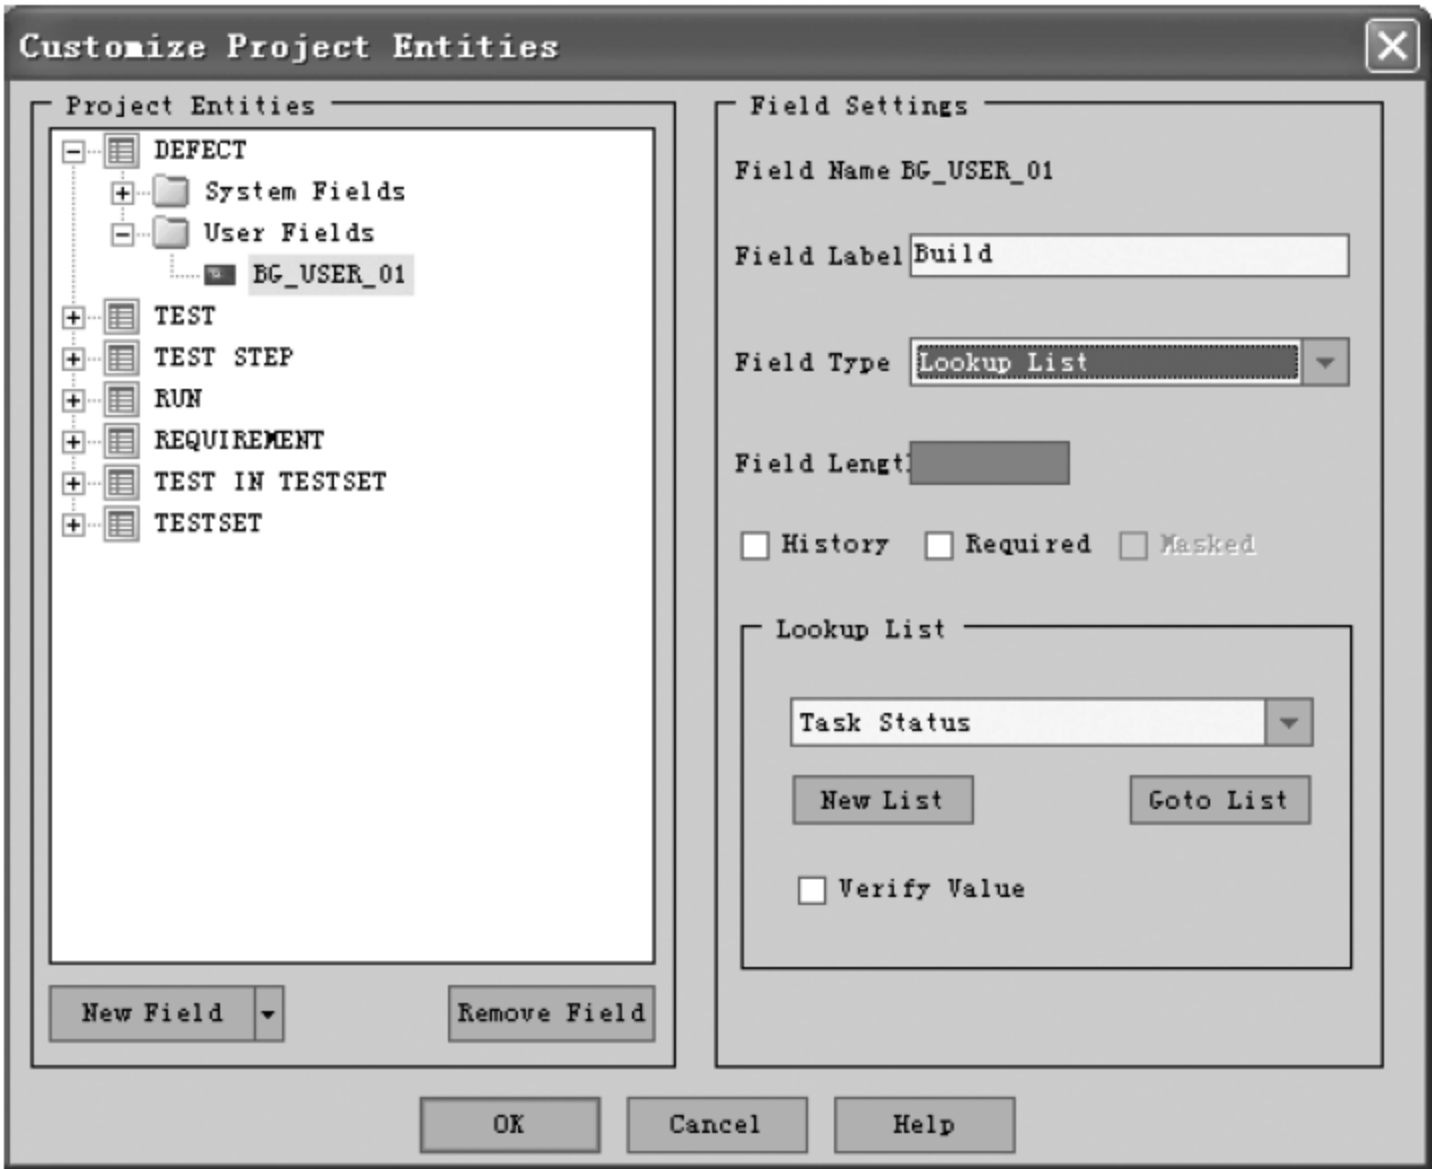 Customize Project Entities
Project Entities
DEFECT
System Fields
User Fields
BG_USER_01
TEST
TEST STEP
RUN
REQUIREMENT
TEST IN TESTSET
TESTSET
New Field
Remove Field
Field Settings
Field Name BG_USER_01
Field Label Build
Field Type Lookup List
Field Lengt
History Required Masked
Lookup List
Task Status
New List Goto List
Verify Value
OK Cancel Help